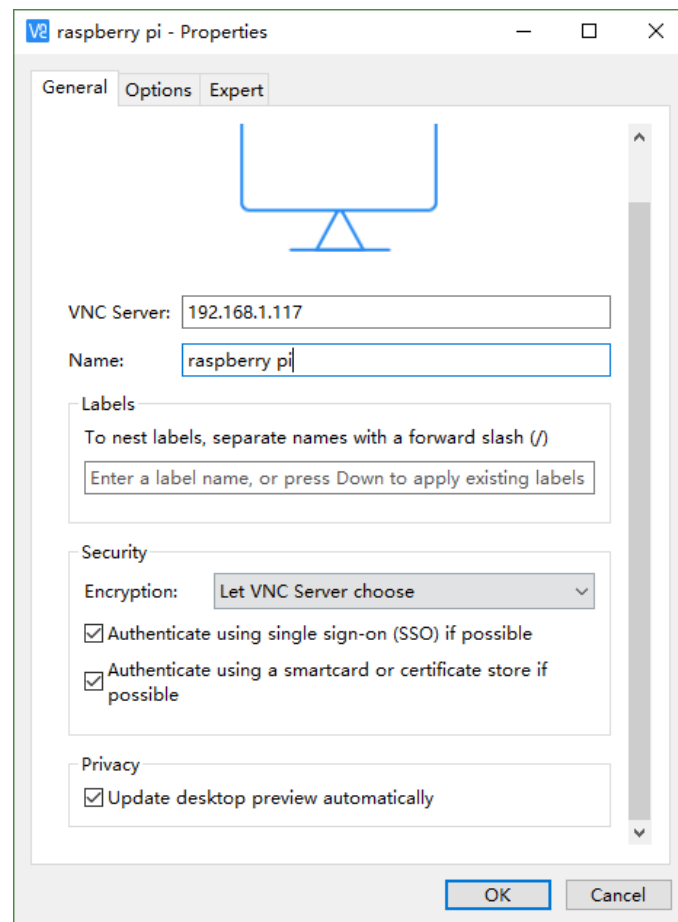 raspberry pi - Properties
General Options Expert
VNC Server: 192.168.1.117
Name: raspberry pi
Labels
To nest labels, separate names with a forward slash (/)
Enter a label name, or press Down to apply existing labels
Security
Encryption: Let VNC Server choose
Authenticate using single sign-on (SSO) if possible
Authenticate using a smartcard or certificate store if
possible
Privacy
Update desktop preview automatically
OK Cancel